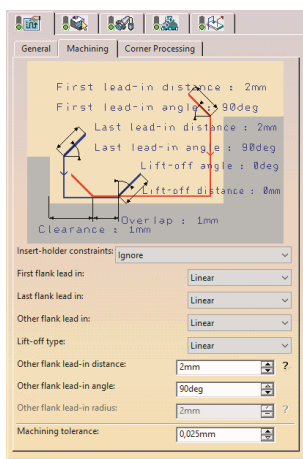 General Machining Corner Processing
First lead-in distance : 2mm
First lead-in angle : 90deg
Last lead-in distance : 2mm
Last lead-in angle : 90deg
Lift-off angle : 0deg
Lift-off distance : 0mm
Overlap : 1mm
Clearance : 1mm
Insert-holder constraints: Ignore
First flank lead in: Linear
Last flank lead in: Linear
Other flank lead in: Linear
Lift-off type: Linear
Other flank lead-in distance: 2mm ?
Other flank lead-in angle: 90deg
Other flank lead-in radius: 2mm ?
Machining tolerance: 0,025mm